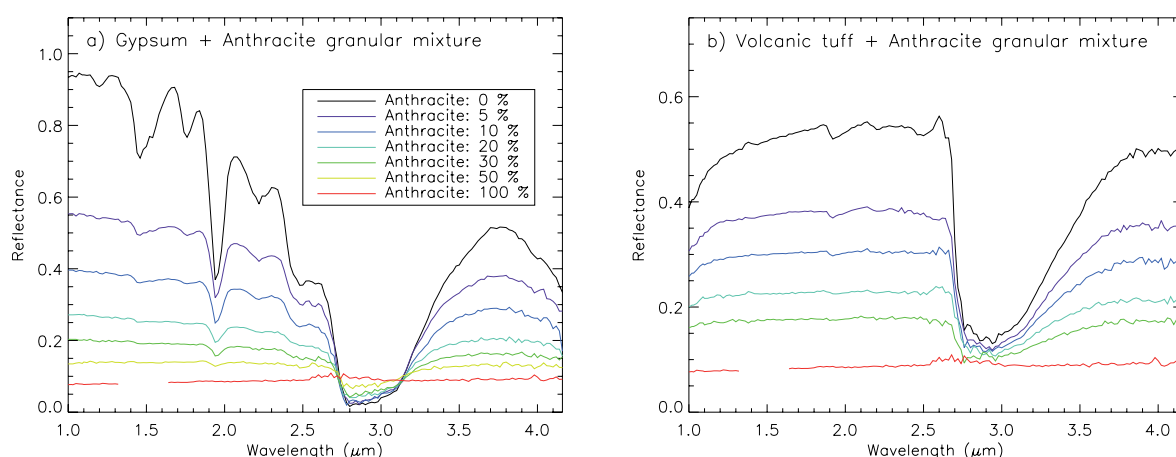 a) Gypsum + Anthracite granular mixture
Anthracite: 0 %
Anthracite: 5 %
Anthracite: 10 %
Anthracite: 20 %
Anthracite: 30 %
Anthracite: 50 %
Anthracite: 100 %
Reflectance
1.0
0.8
0.6
0.4
0.2
0.0
1.0 1.5 2.0 2.5 3.0 3.5 4.0
Wavelength (μm)
b) Volcanic tuff + Anthracite granular mixture
Reflectance
0.6
0.4
0.2
0.0
1.0 1.5 2.0 2.5 3.0 3.5 4.0
Wavelength (μm)